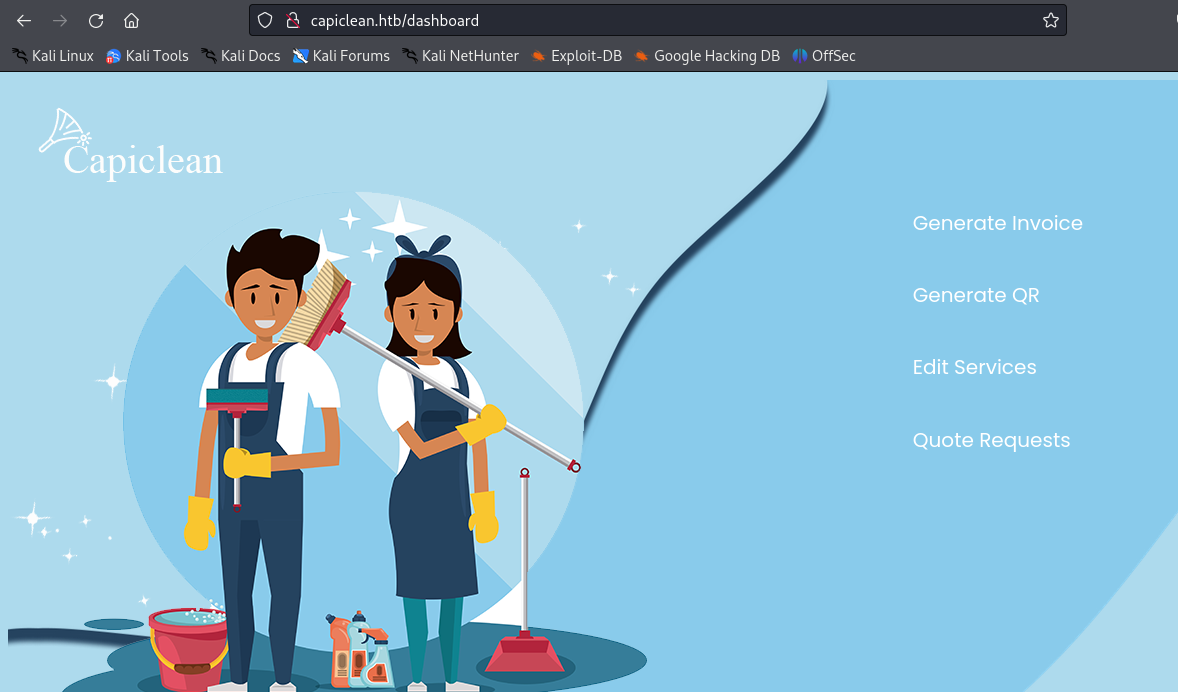 capiclean.htb/dashboard
Kali Linux Kali Tools Kali Docs Kali Forums Kali NetHunter Exploit-DB Google Hacking DB OffSec
Capiclean
Generate Invoice
Generate QR
Edit Services
Quote Requests